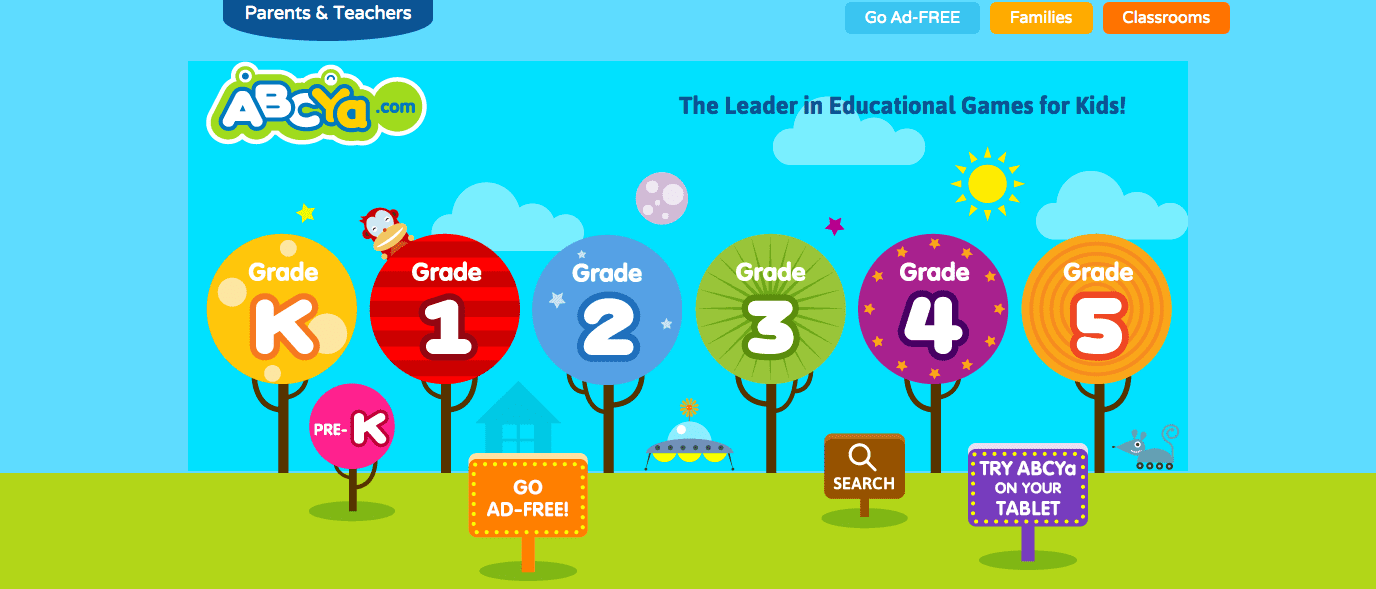 Parents & Teachers
Go Ad-FREE
Families
Classrooms
ABCYa.com
The Leader in Educational Games for Kids!
Grade
K
Grade
1
Grade
2
Grade
3
Grade
4
Grade
5
PRE-K
GO
AD-FREE!
SEARCH
TRY ABCYa
ON YOUR
TABLET